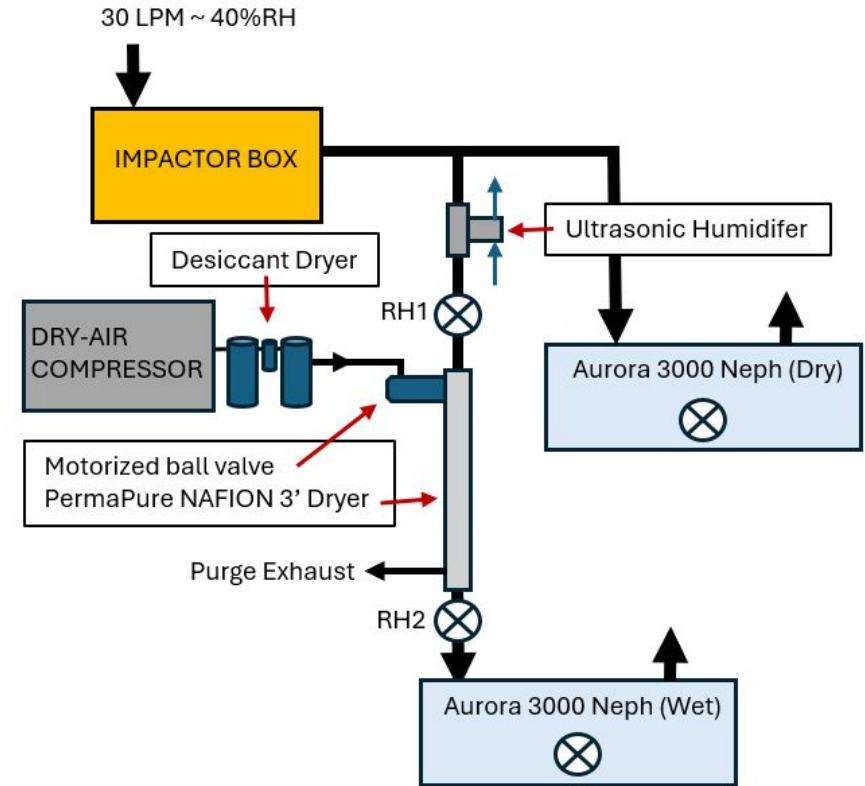 30 LPM ~ 40%RH
IMPACTOR BOX
Ultrasonic Humidifer
Desiccant Dryer
RH1
DRY-AIR
COMPRESSOR
Aurora 3000 Neph (Dry)
Motorized ball valve
PermaPure NAFION 3’ Dryer
Purge Exhaust
RH2
Aurora 3000 Neph (Wet)